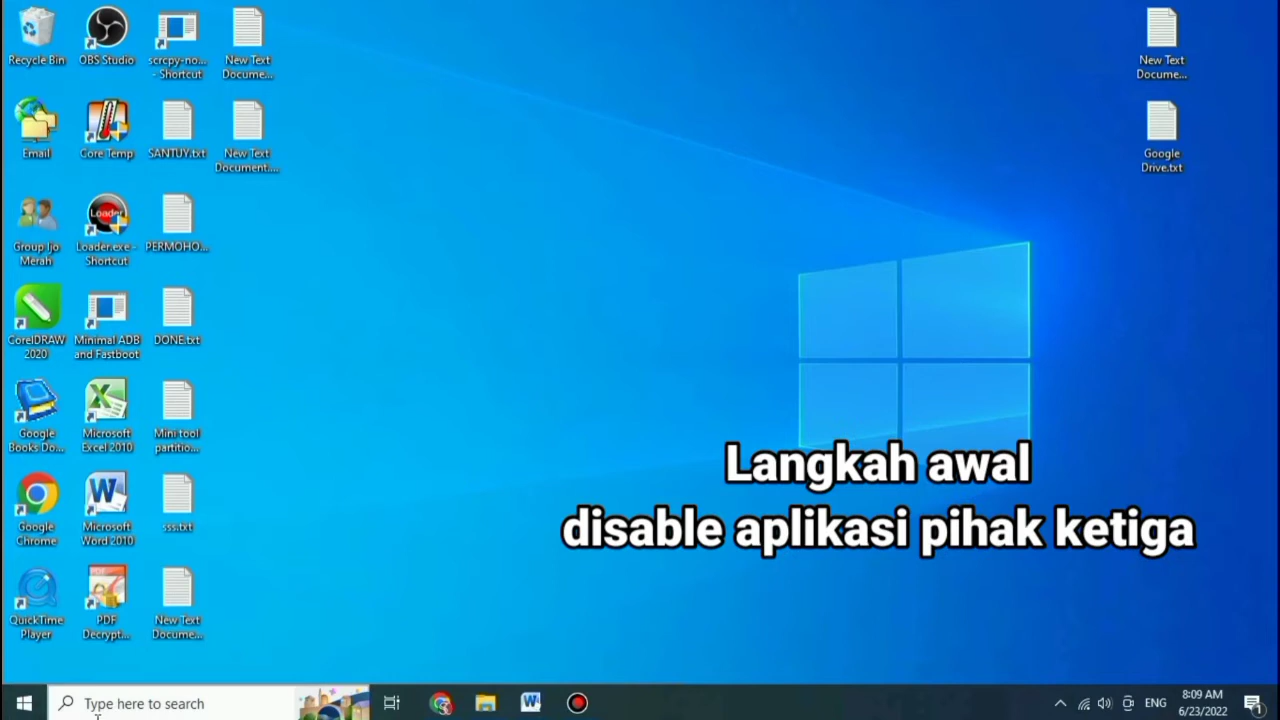 Recycle Bin
OBS Studio
scrcpy-no...
- Shortcut
New Text
Docume...
New Text
Docume...
Email
Core Temp
SANTUY.txt
New Text
Document....
Google
Drive.txt
Group Ijo
Merah
Loader
Loader.exe -
Shortcut
PERMOHO...
CorelDRAW
2020
Minimal ADB
and Fastboot
DONE.txt
Google
Books Do...
Microsoft
Excel 2010
Mini tool
partitio...
Langkah awal
disable aplikasi pihak ketiga
Google
Chrome
Microsoft
Word 2010
sss.txt
QuickTime
Player
PDF
PDF
Decrypt...
New Text
Docume...
Type here to search
ENG
8:09 AM
6/23/2022
1